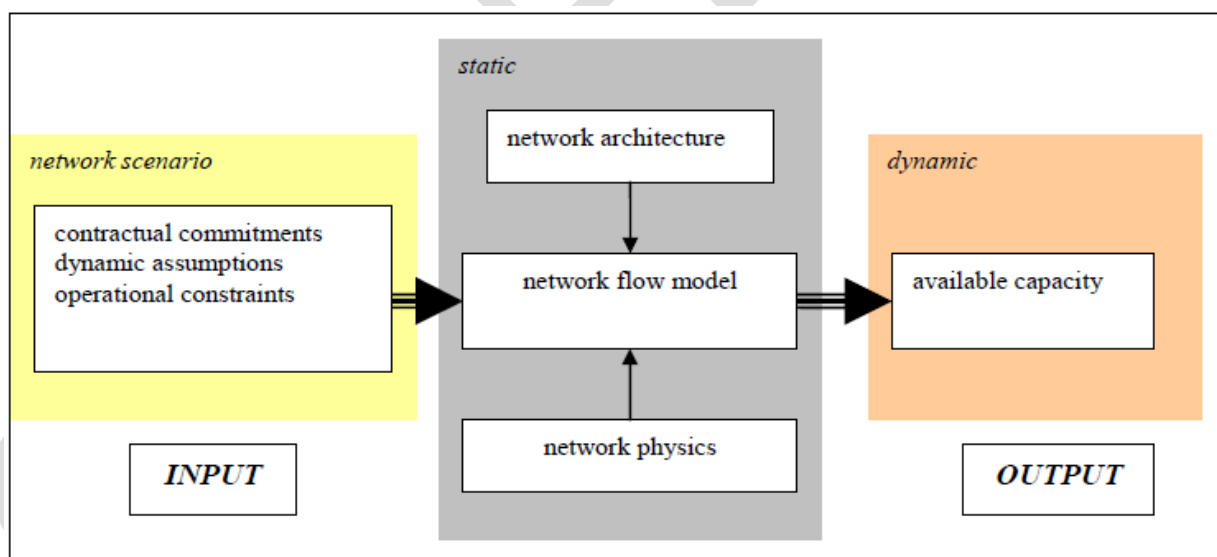 static
network architecture
network scenario
dynamic
contractual commitments
dynamic assumptions
operational constraints
network flow model
available capacity
network physics
INPUT
OUTPUT